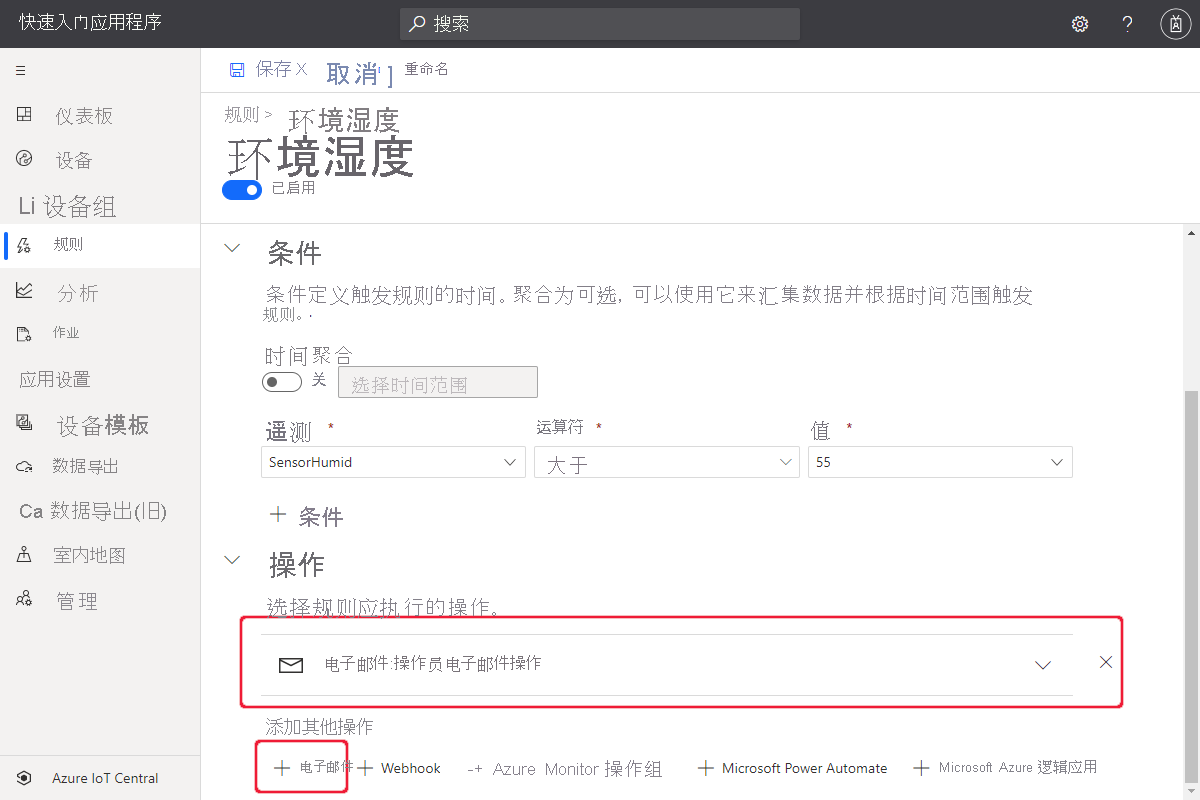 快速入门应用程序
搜索
?
保存 X 取消 ] 重命名
仪表板
设备
Li 设备组
规则
分析
作业
应用设置
设备模板
数据导出
Ca 数据导出(旧)
室内地图
管理
Azure IoT Central
规则 > 环境湿度
环境湿度
已启用
条件
条件定义触发规则的时间。聚合为可选, 可以使用它来汇集数据并根据时间范围触发
规则。
时间聚合
关 选择时间范围
遥测 * 运算符 * 值 *
SensorHumid 大于 55
+ 条件
操作
选择规则应执行的操作。
电子邮件:操作员电子邮件操作
添加其他操作
+ 电子邮件 + Webhook -+ Azure Monitor 操作组 + Microsoft Power Automate + Microsoft Azure 逻辑应用